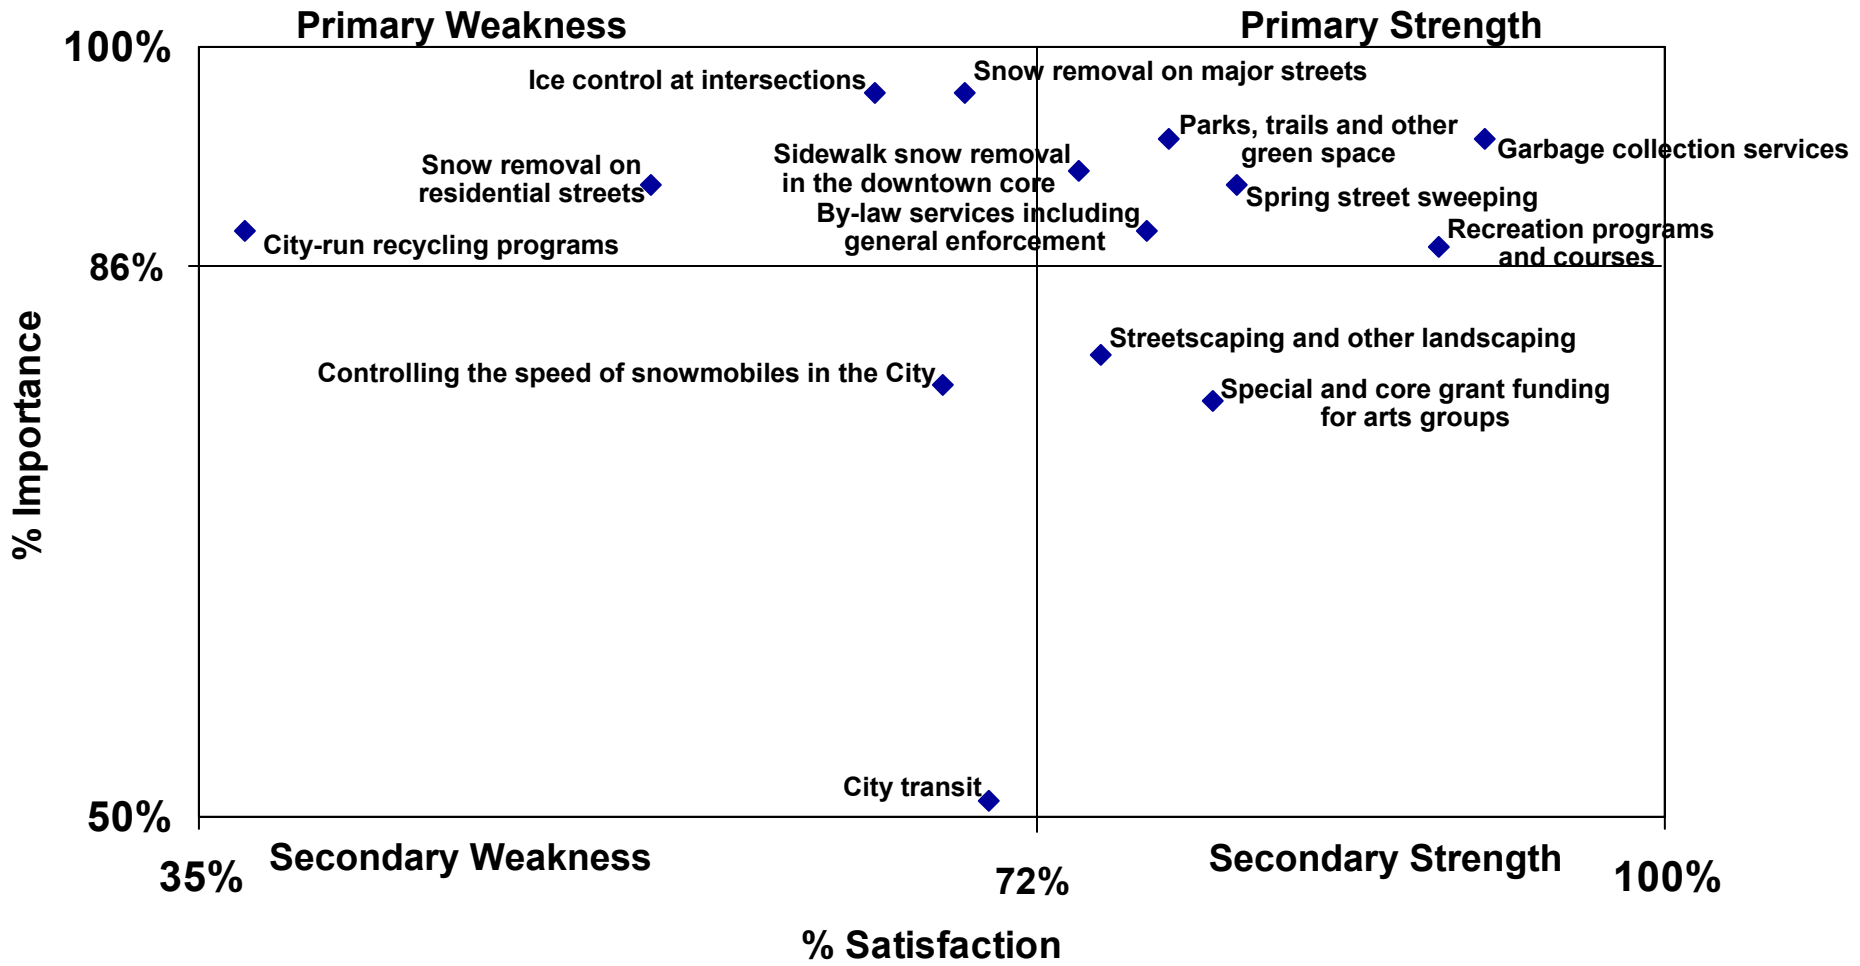 Primary Weakness
Primary Strength
100%
Ice control at intersections
Snow removal on major streets
Parks, trails and other
green space
Garbage collection services
Sidewalk snow removal
in the downtown core
Snow removal on
residential streets
Spring street sweeping
By-law services including
general enforcement
Recreation programs
and courses
City-run recycling programs
86%
% Importance
Streetscaping and other landscaping
Controlling the speed of snowmobiles in the City
Special and core grant funding
for arts groups
City transit
50%
Secondary Weakness
Secondary Strength
35%
72%
100%
% Satisfaction